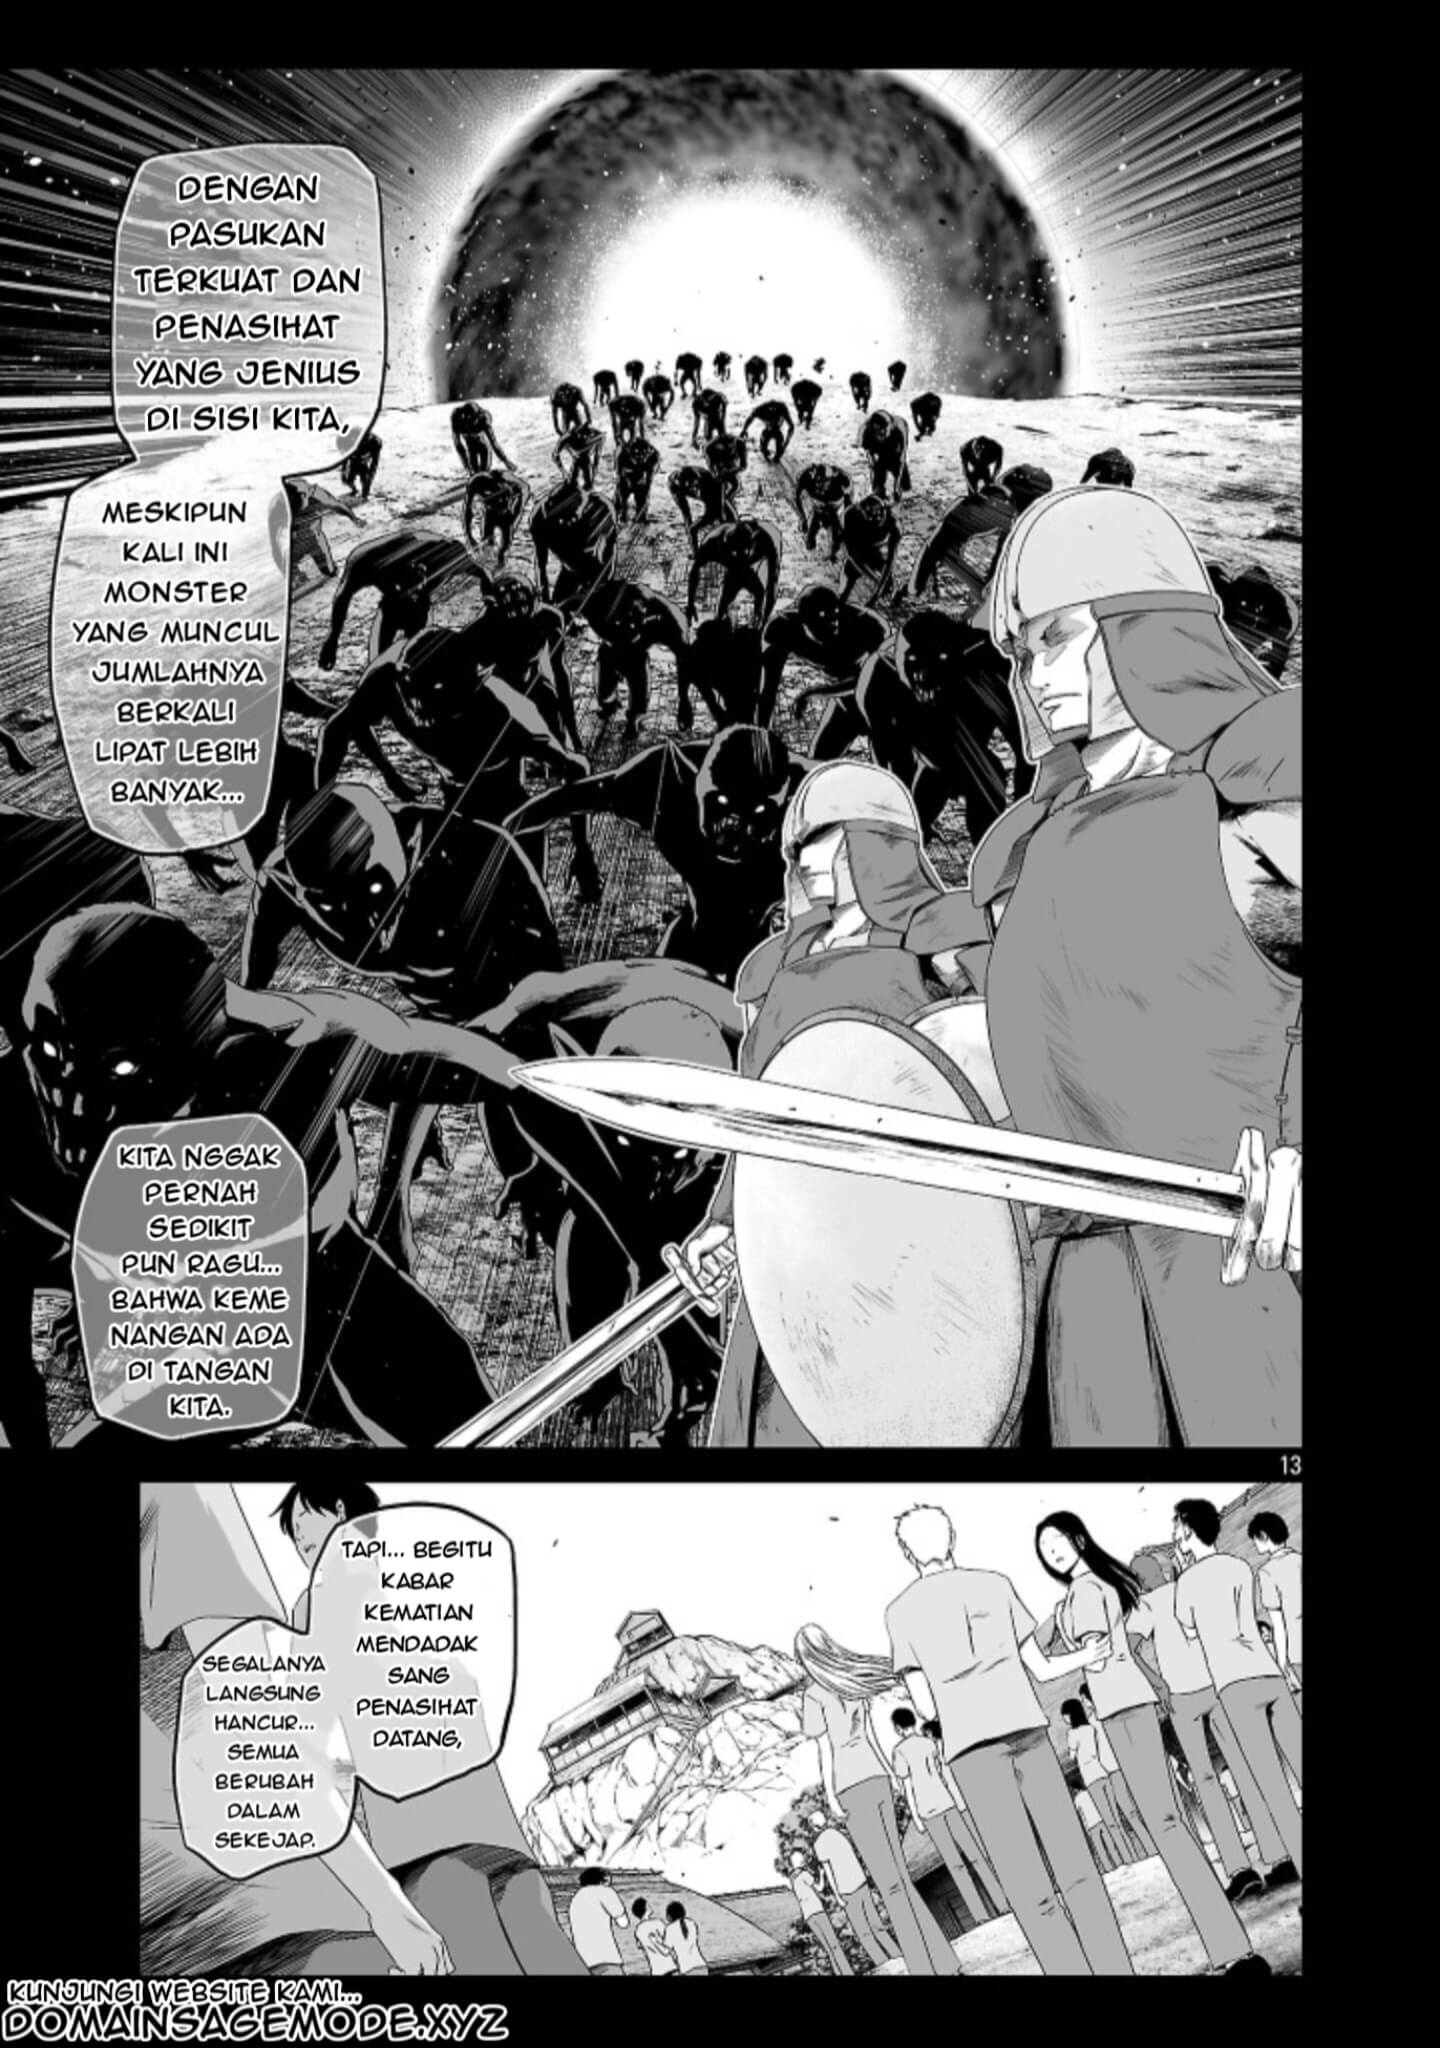 DENGAN
PASUKAN
TERKUAT DAN
PENASIHAT
YANG JENIUS
DI SISI KITA,
MESKIPUN
KALI INI
MONSTER
YANG MUNCUL
JUMLAHNYA
BERKALI
LIPAT LEBIH
BANYAK...
KITA NGGAK
PERNAH
SEDIKIT
PUN RAGU...
BAHWA KEME
NANGAN ADA
DI TANGAN
KITA.
13
TAPI... BEGITU
KABAR
KEMATIAN
MENDADAK
SANG
PENASIHAT
DATANG,
SEGALANYA
LANGSUNG
HANCUR...
SEMUA
BERUBAH
DALAM
SEKEJAP.
KUNJUNGI WEBSITE KAMI...
DOMAINSAGEMODE.XYZ